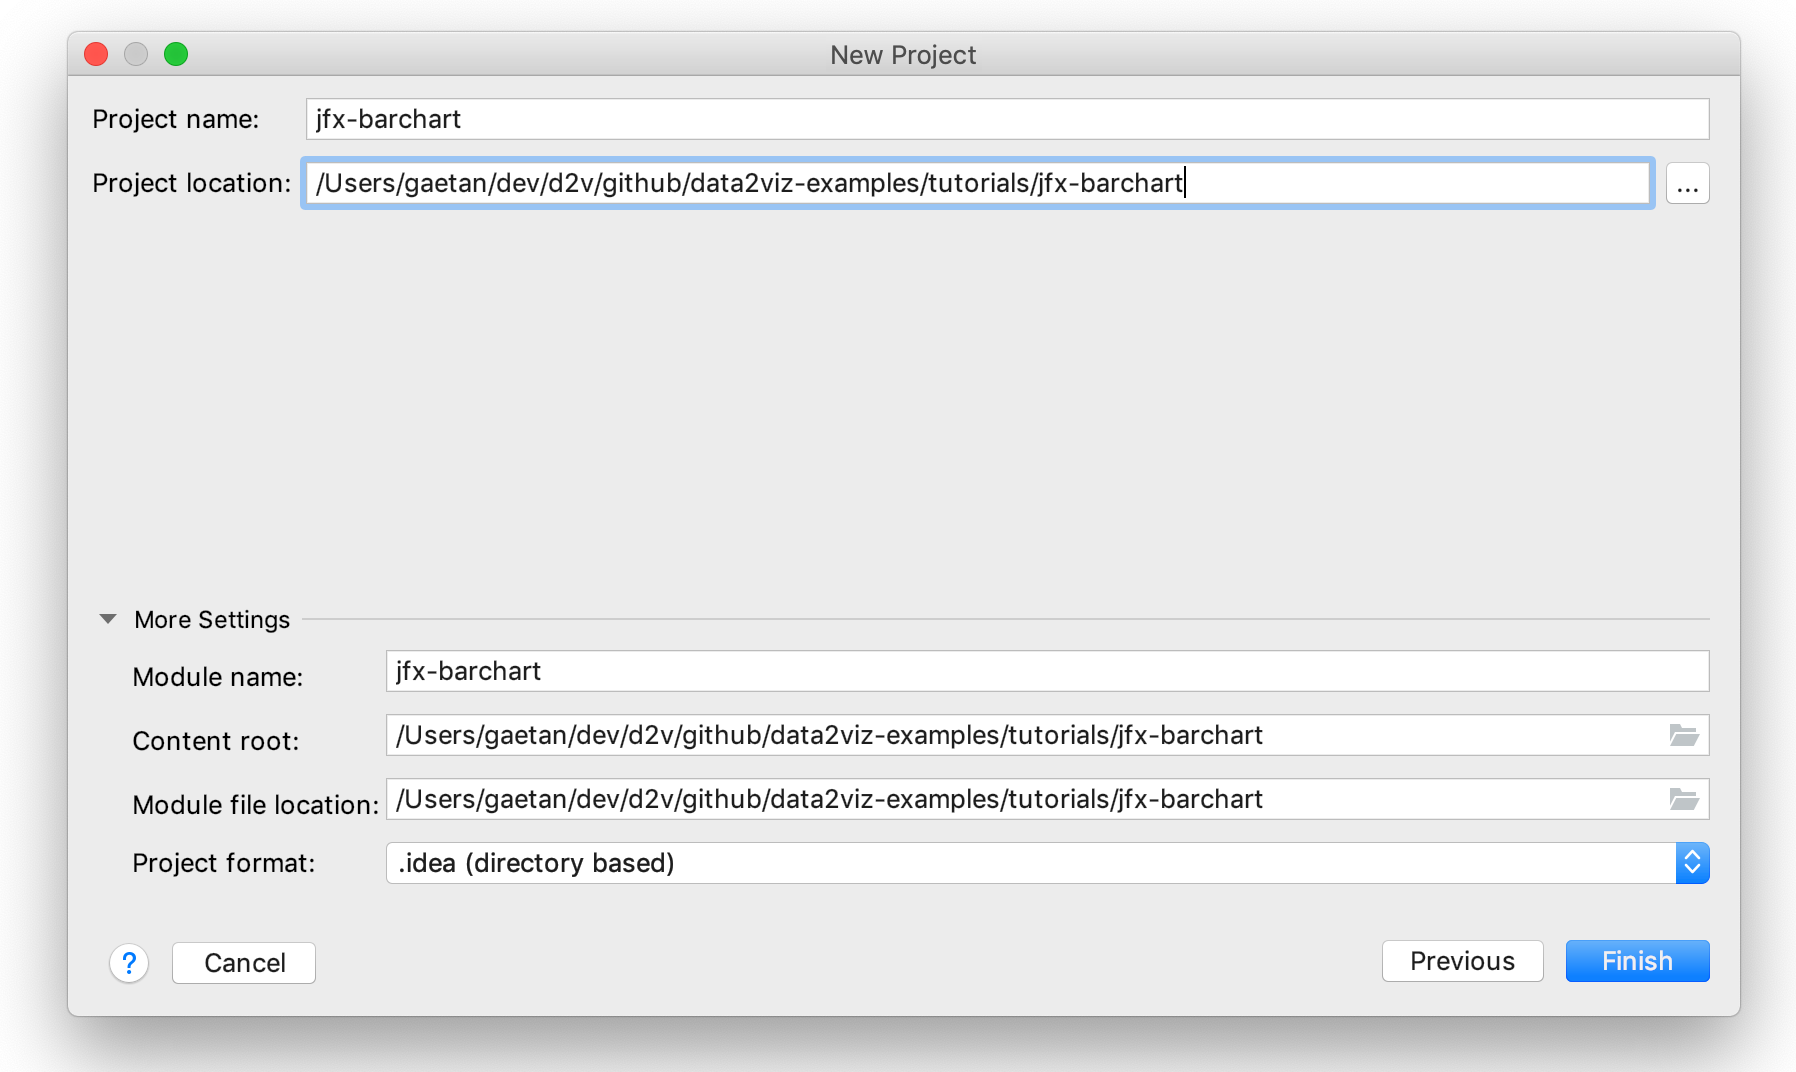 New Project
Project name: jfx-barchart
Project location: /Users/gaetan/dev/d2v/github/data2viz-examples/tutorials/jfx-barchart ...
More Settings
Module name: jfx-barchart
Content root: /Users/gaetan/dev/d2v/github/data2viz-examples/tutorials/jfx-barchart
Module file location: /Users/gaetan/dev/d2v/github/data2viz-examples/tutorials/jfx-barchart
Project format: .idea (directory based)
? Cancel Previous Finish